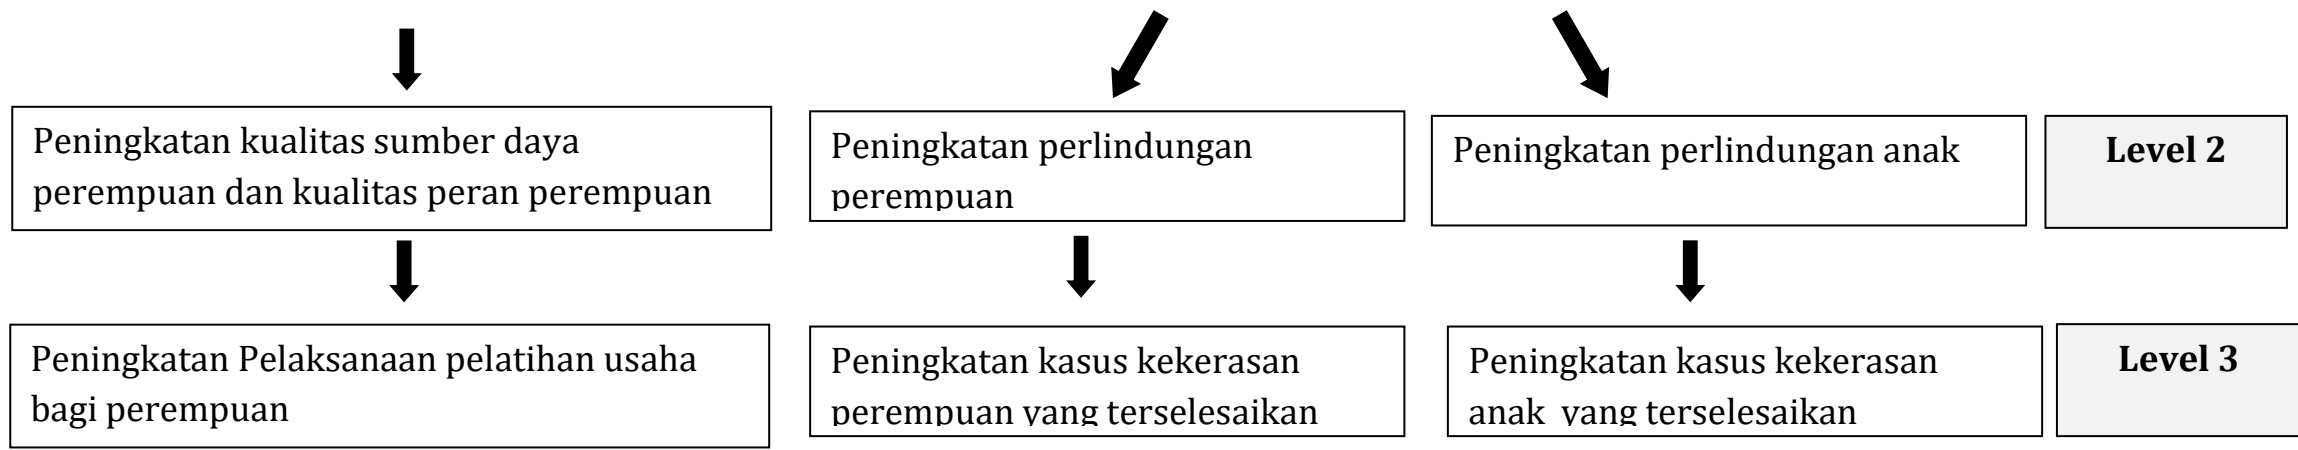 Peningkatan kualitas sumber daya
perempuan dan kualitas peran perempuan
Peningkatan perlindungan
perempuan
Peningkatan perlindungan anak
Level 2
Peningkatan Pelaksanaan pelatihan usaha
bagi perempuan
Peningkatan kasus kekerasan
perempuan yang terselesaikan
Peningkatan kasus kekerasan
anak  yang terselesaikan
Level 3